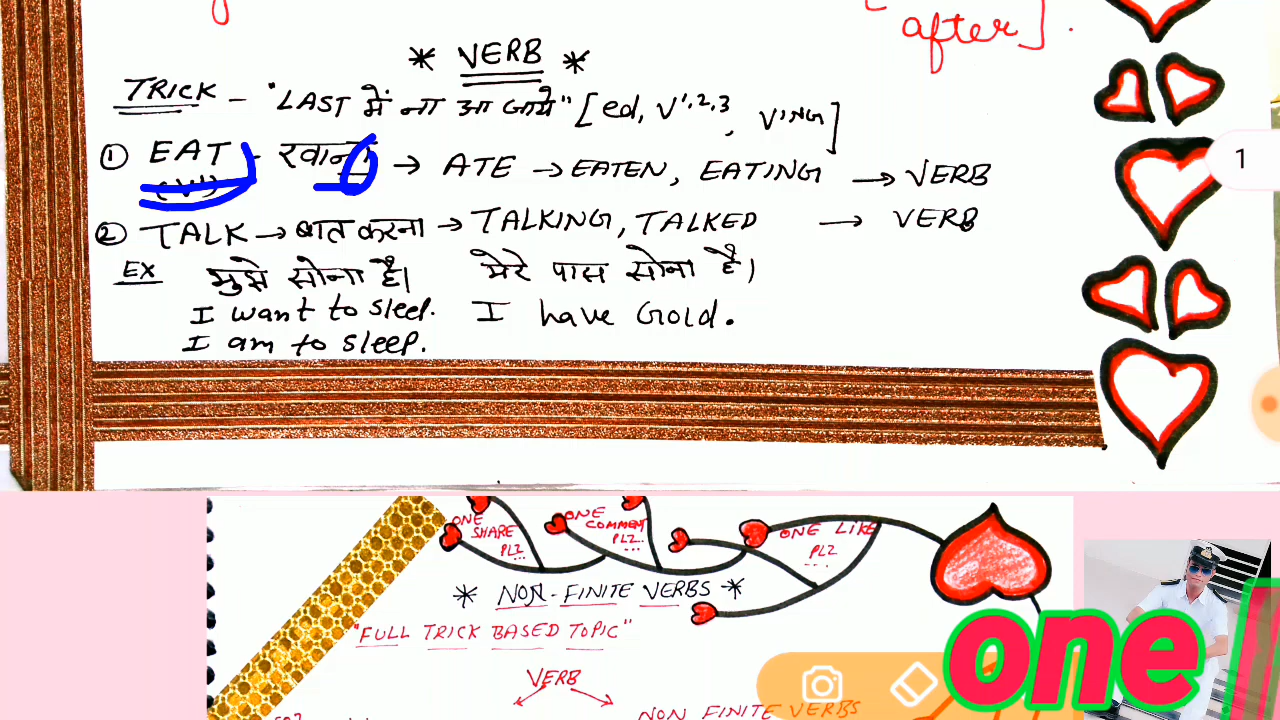 after].
* VERB *
TRICK - "LAST में ना आ जाये" [ed, V1,2,3, VING]
① EAT - खाना → ATE → EATEN, EATING → VERB
(V1)
② TALK → बात करना → TALKING, TALKED → VERB
EX मुझे सोना है। मेरे पास सोना है।
I want to sleep. I have Gold.
I am to sleep.
1
ONE SHARE PLZ...
ONE COMMENT PLZ...
ONE LIKE PLZ....
* NON-FINITE VERBS *
"FULL TRICK BASED TOPIC"
VERB
NON FINITE VERBS
one